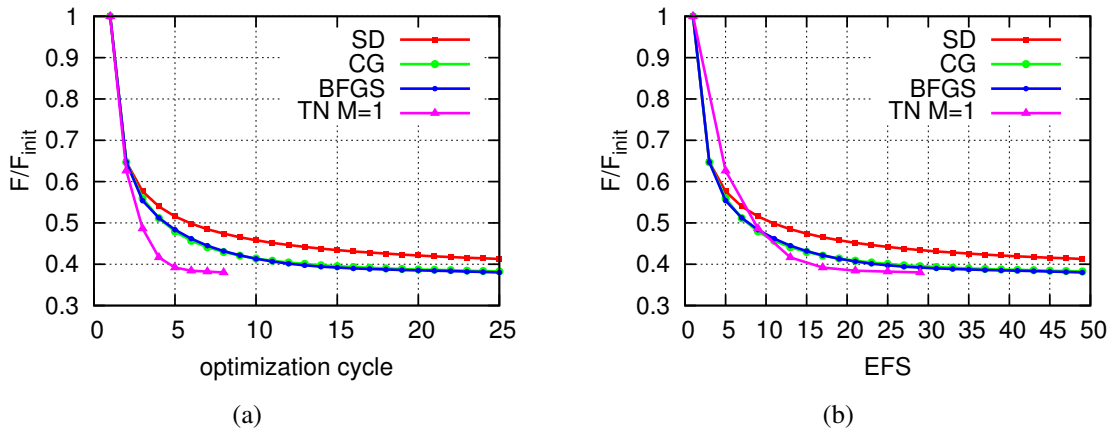 1
0.9
0.8
0.7
0.6
0.5
0.4
0.3
F/F_init
0 5 10 15 20 25
optimization cycle
SD
CG
BFGS
TN M=1
(a)
1
0.9
0.8
0.7
0.6
0.5
0.4
0.3
F/F_init
0 5 10 15 20 25 30 35 40 45 50
EFS
SD
CG
BFGS
TN M=1
(b)